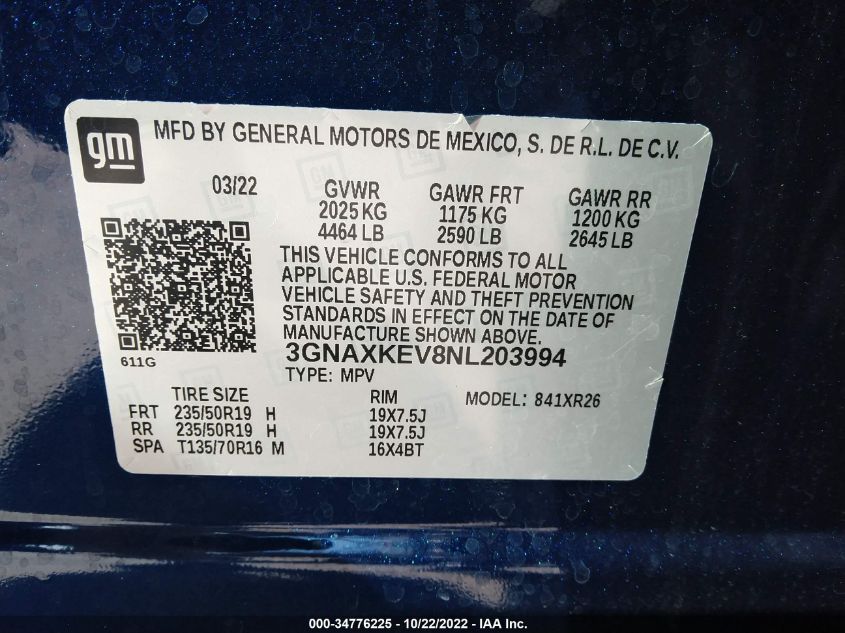 gm
MFD BY GENERAL MOTORS DE MEXICO, S. DE R.L. DE C.V.
03/22 GVWR GAWR FRT GAWR RR
2025 KG 1175 KG 1200 KG
4464 LB 2590 LB 2645 LB
THIS VEHICLE CONFORMS TO ALL
APPLICABLE U.S. FEDERAL MOTOR
VEHICLE SAFETY AND THEFT PREVENTION
STANDARDS IN EFFECT ON THE DATE OF
MANUFACTURE SHOWN ABOVE.
611G
3GNAXKEV8NL203994
TYPE: MPV
TIRE SIZE RIM MODEL: 841XR26
FRT 235/50R19 H 19X7.5J
RR 235/50R19 H 19X7.5J
SPA T135/70R16 M 16X4BT
000-34776225 - 10/22/2022 - IAA Inc.